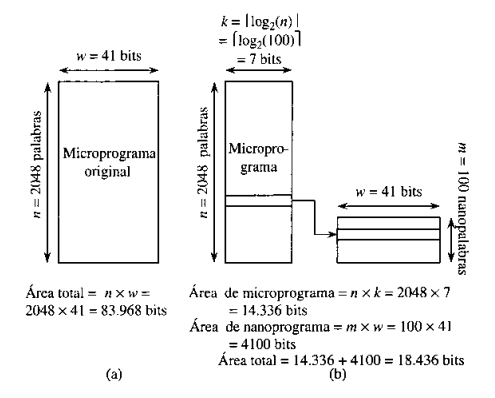 w = 41 bits
n = 2048 palabras
Microprograma
original
Área total = n × w =
2048 × 41 = 83.968 bits
(a)
k = ⌈log₂(n)⌉
= ⌈log₂(100)⌉
= 7 bits
n = 2048 palabras
Micropro-
grama
w = 41 bits
m = 100 nanopalabras
Área de microprograma = n × k = 2048 × 7
= 14.336 bits
Área de nanoprograma = m × w = 100 × 41
= 4100 bits
Área total = 14.336 + 4100 = 18.436 bits
(b)